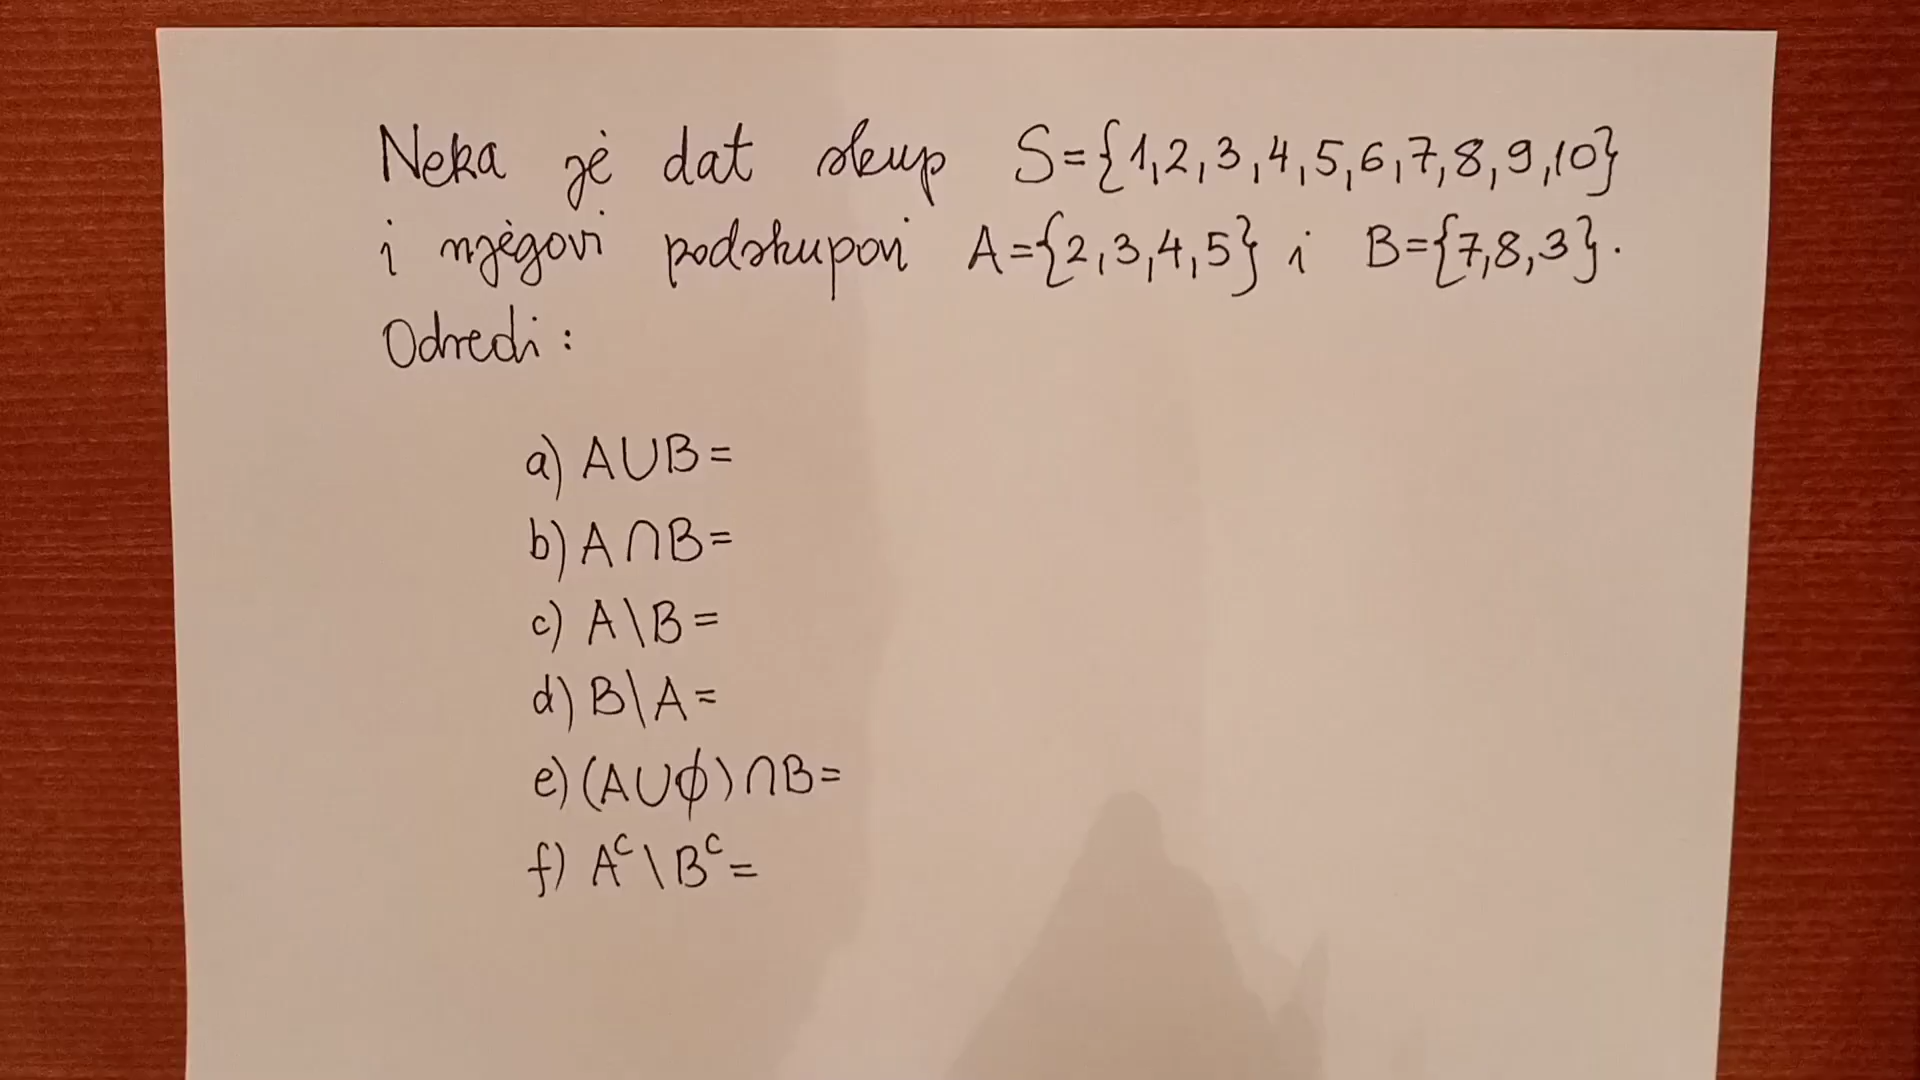 Neka je dat skup S={1,2,3,4,5,6,7,8,9,10}
i njegovi podskupovi A={2,3,4,5} i B={7,8,3}.
Odredi:
a) A∪B=
b) A∩B=
c) A\B=
d) B\A=
e) (A∪ϕ)∩B=
f) Aᶜ\Bᶜ=